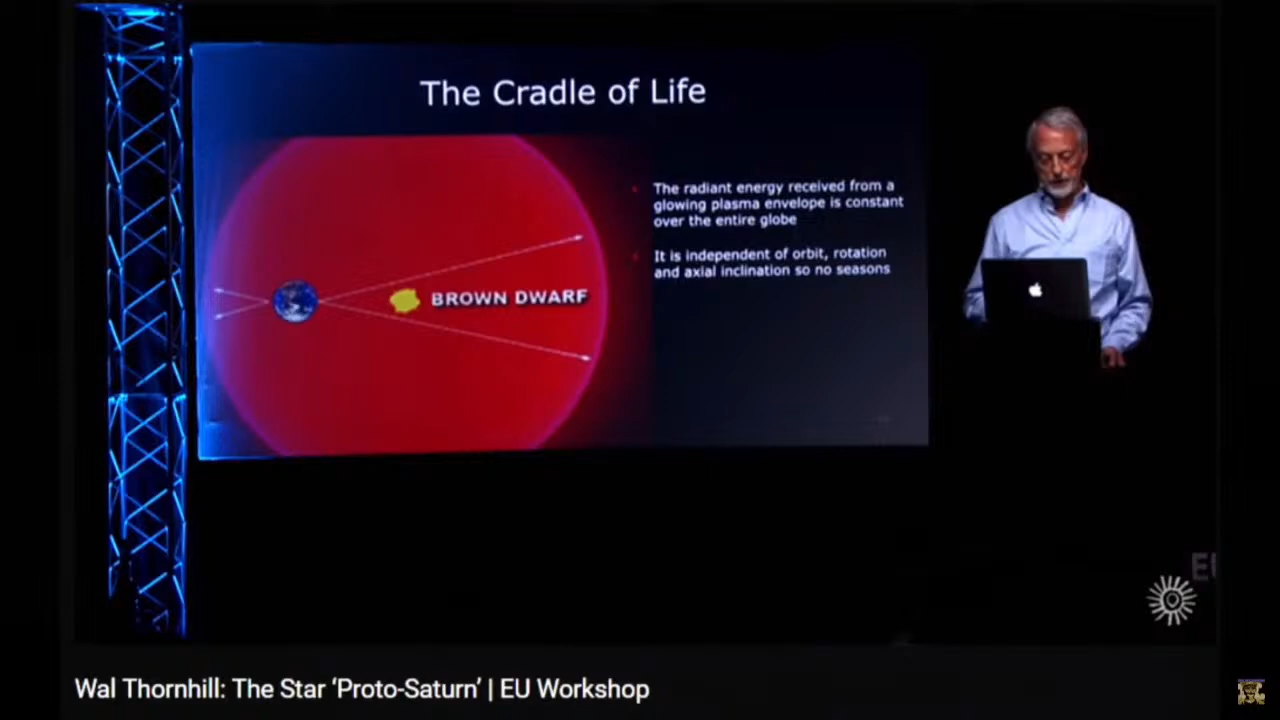 The Cradle of Life
The radiant energy received from a
glowing plasma envelope is constant
over the entire globe
It is independent of orbit, rotation
and axial inclination so no seasons
BROWN DWARF
EU
Wal Thornhill: The Star ‘Proto-Saturn’ | EU Workshop